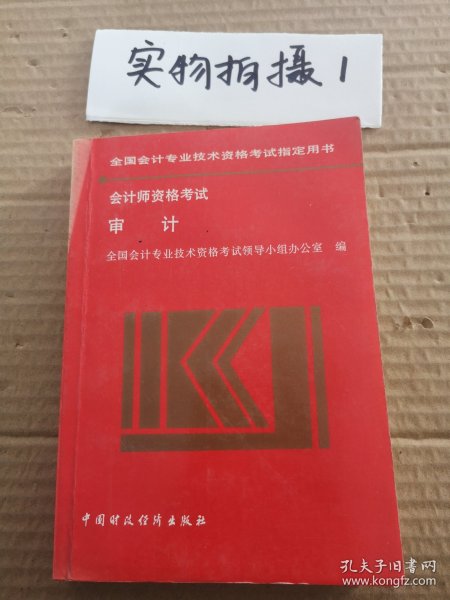 实物拍摄1
全国会计专业技术资格考试指定用书
会计师资格考试
审 计
全国会计专业技术资格考试领导小组办公室 编
中国财政经济出版社
孔夫子旧书网
www.kongfz.com